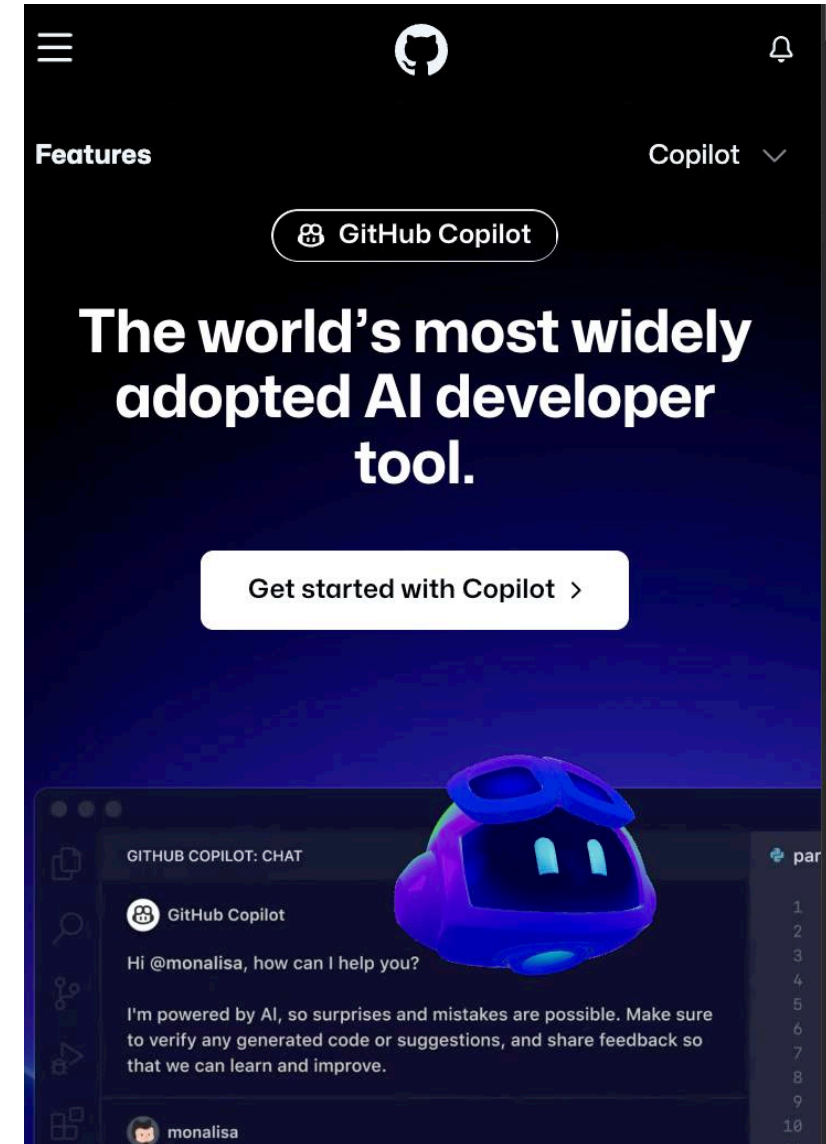 Features
Copilot
GitHub Copilot
The world’s most widely
adopted AI developer
tool.
Get started with Copilot
GITHUB COPILOT: CHAT
par
GitHub Copilot
Hi @monalisa, how can I help you?
I'm powered by AI, so surprises and mistakes are possible. Make sure
to verify any generated code or suggestions, and share feedback so
that we can learn and improve.
monalisa
1
2
3
4
5
6
7
8
9
10